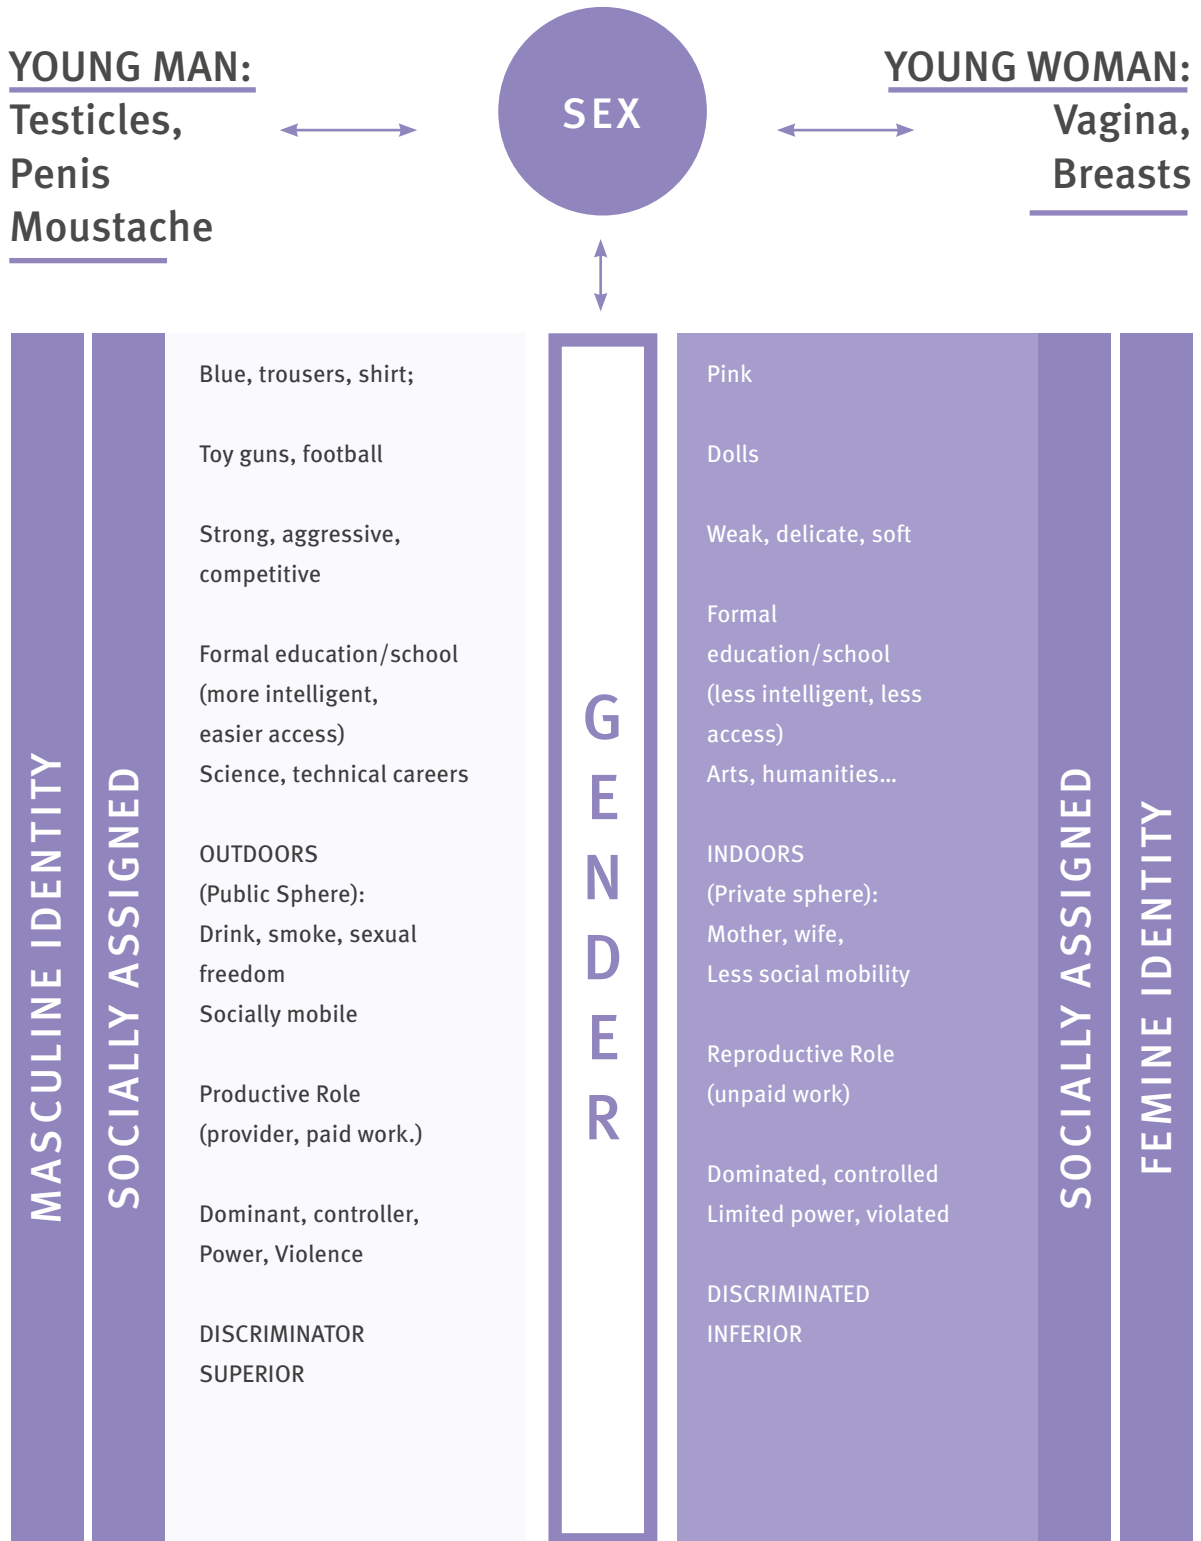 YOUNG MAN:
Testicles,
Penis
Moustache
SEX
YOUNG WOMAN:
Vagina,
Breasts
MASCULINE IDENTITY
SOCIALLY ASSIGNED
Blue, trousers, shirt;
Toy guns, football
Strong, aggressive,
competitive
Formal education/school
(more intelligent,
easier access)
Science, technical careers
OUTDOORS
(Public Sphere):
Drink, smoke, sexual
freedom
Socially mobile
Productive Role
(provider, paid work.)
Dominant, controller,
Power, Violence
DISCRIMINATOR
SUPERIOR
GENDER
Pink
Dolls
Weak, delicate, soft
Formal
education/school
(less intelligent, less
access)
Arts, humanities...
INDOORS
(Private sphere):
Mother, wife,
Less social mobility
Reproductive Role
(unpaid work)
Dominated, controlled
Limited power, violated
DISCRIMINATED
INFERIOR
SOCIALLY ASSIGNED
FEMINE IDENTITY